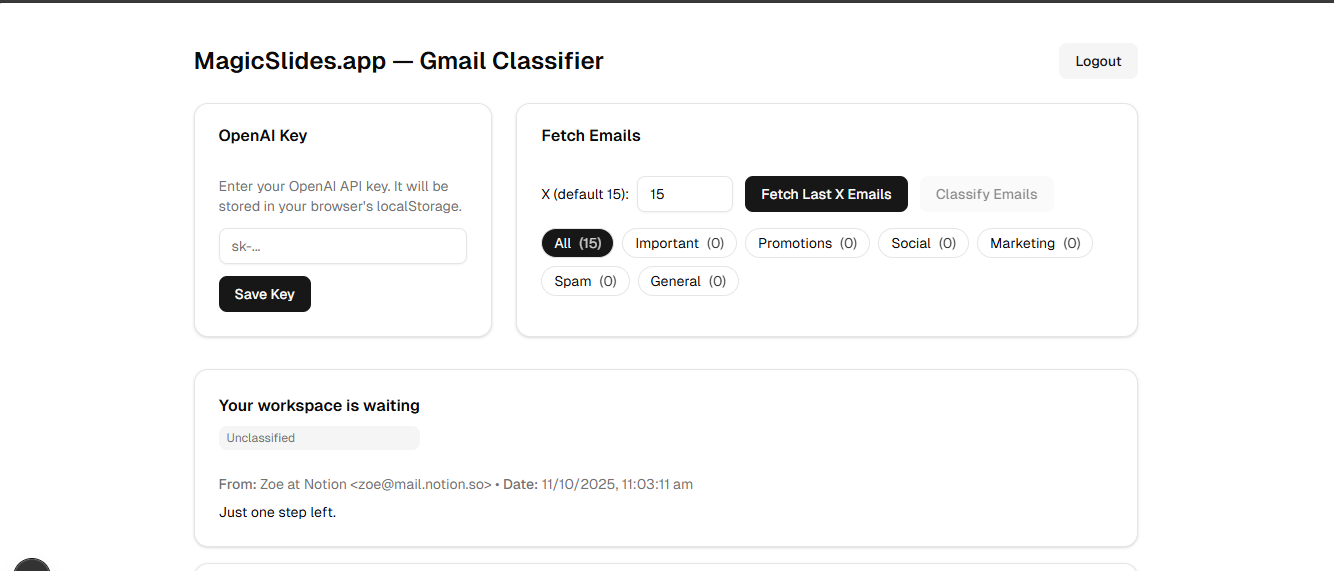 MagicSlides.app — Gmail Classifier
Logout
OpenAI Key
Enter your OpenAI API key. It will be
stored in your browser's localStorage.
sk-...
Save Key
Fetch Emails
X (default 15): 15 Fetch Last X Emails Classify Emails
All (15) Important (0) Promotions (0) Social (0) Marketing (0)
Spam (0) General (0)
Your workspace is waiting
Unclassified
From: Zoe at Notion <zoe@mail.notion.so> • Date: 11/10/2025, 11:03:11 am
Just one step left.